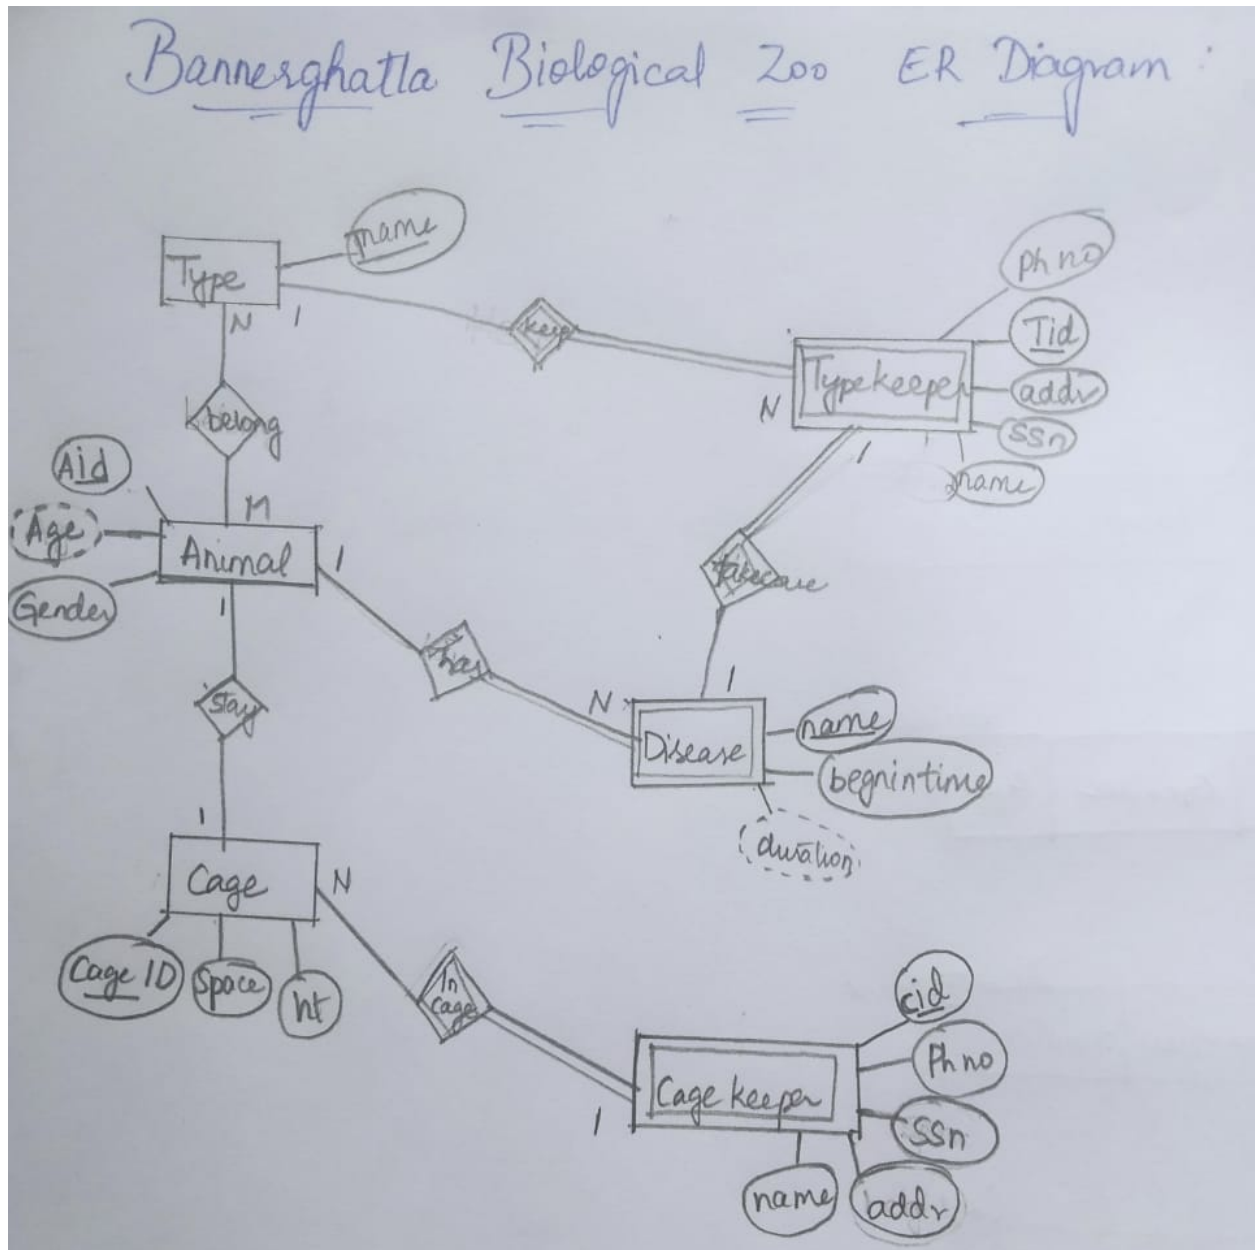 Bannerghatla Biological Zoo ER Diagram :
name
Type
Ph no
N 1
keep
Tid
Typekeeper
addr
N
SSn
belong
1
name
Aid
M
Age
Animal
1
takecare
Gender
1
has
stay
N
1
name
Disease
begnintime
1
duration
Cage
N
Cage ID
Space
ht
In
Cage
cid
Ph no
Cage keeper
1
SSn
name
addr